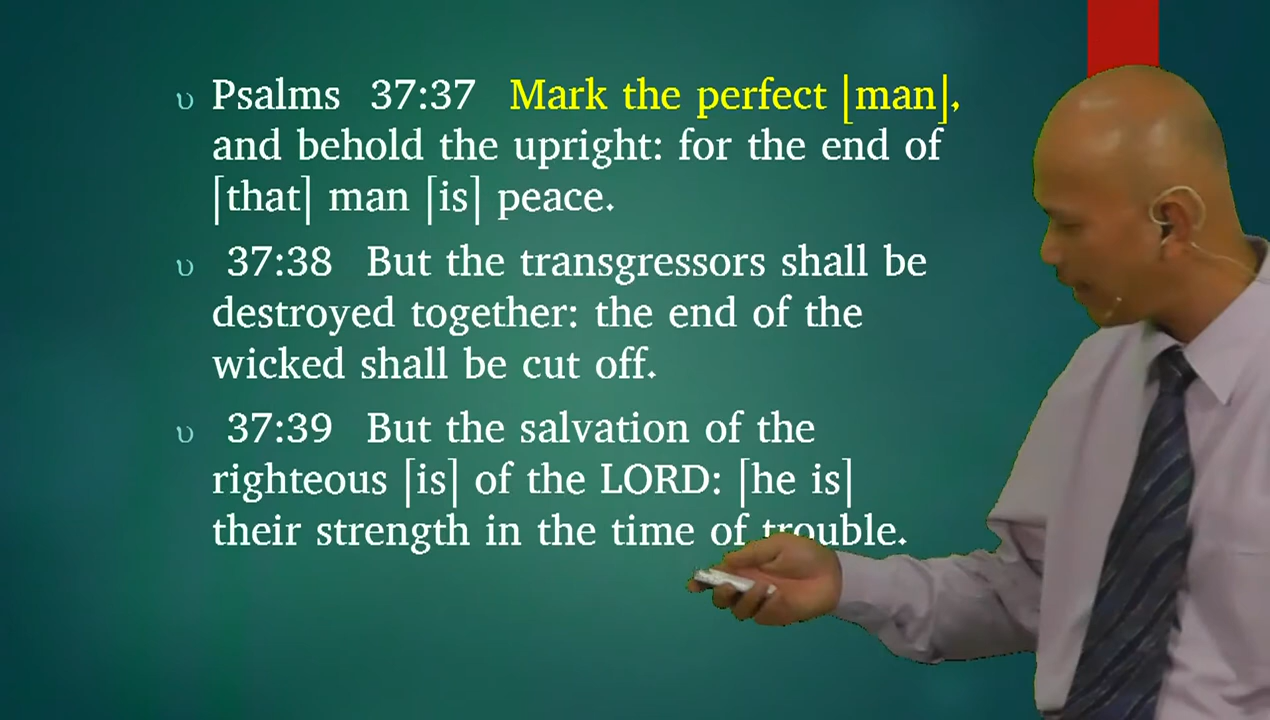 Psalms 37:37 Mark the perfect [man],
and behold the upright: for the end of
[that] man [is] peace.
37:38 But the transgressors shall be
destroyed together: the end of the
wicked shall be cut off.
37:39 But the salvation of the
righteous [is] of the LORD: [he is]
their strength in the time of trouble.